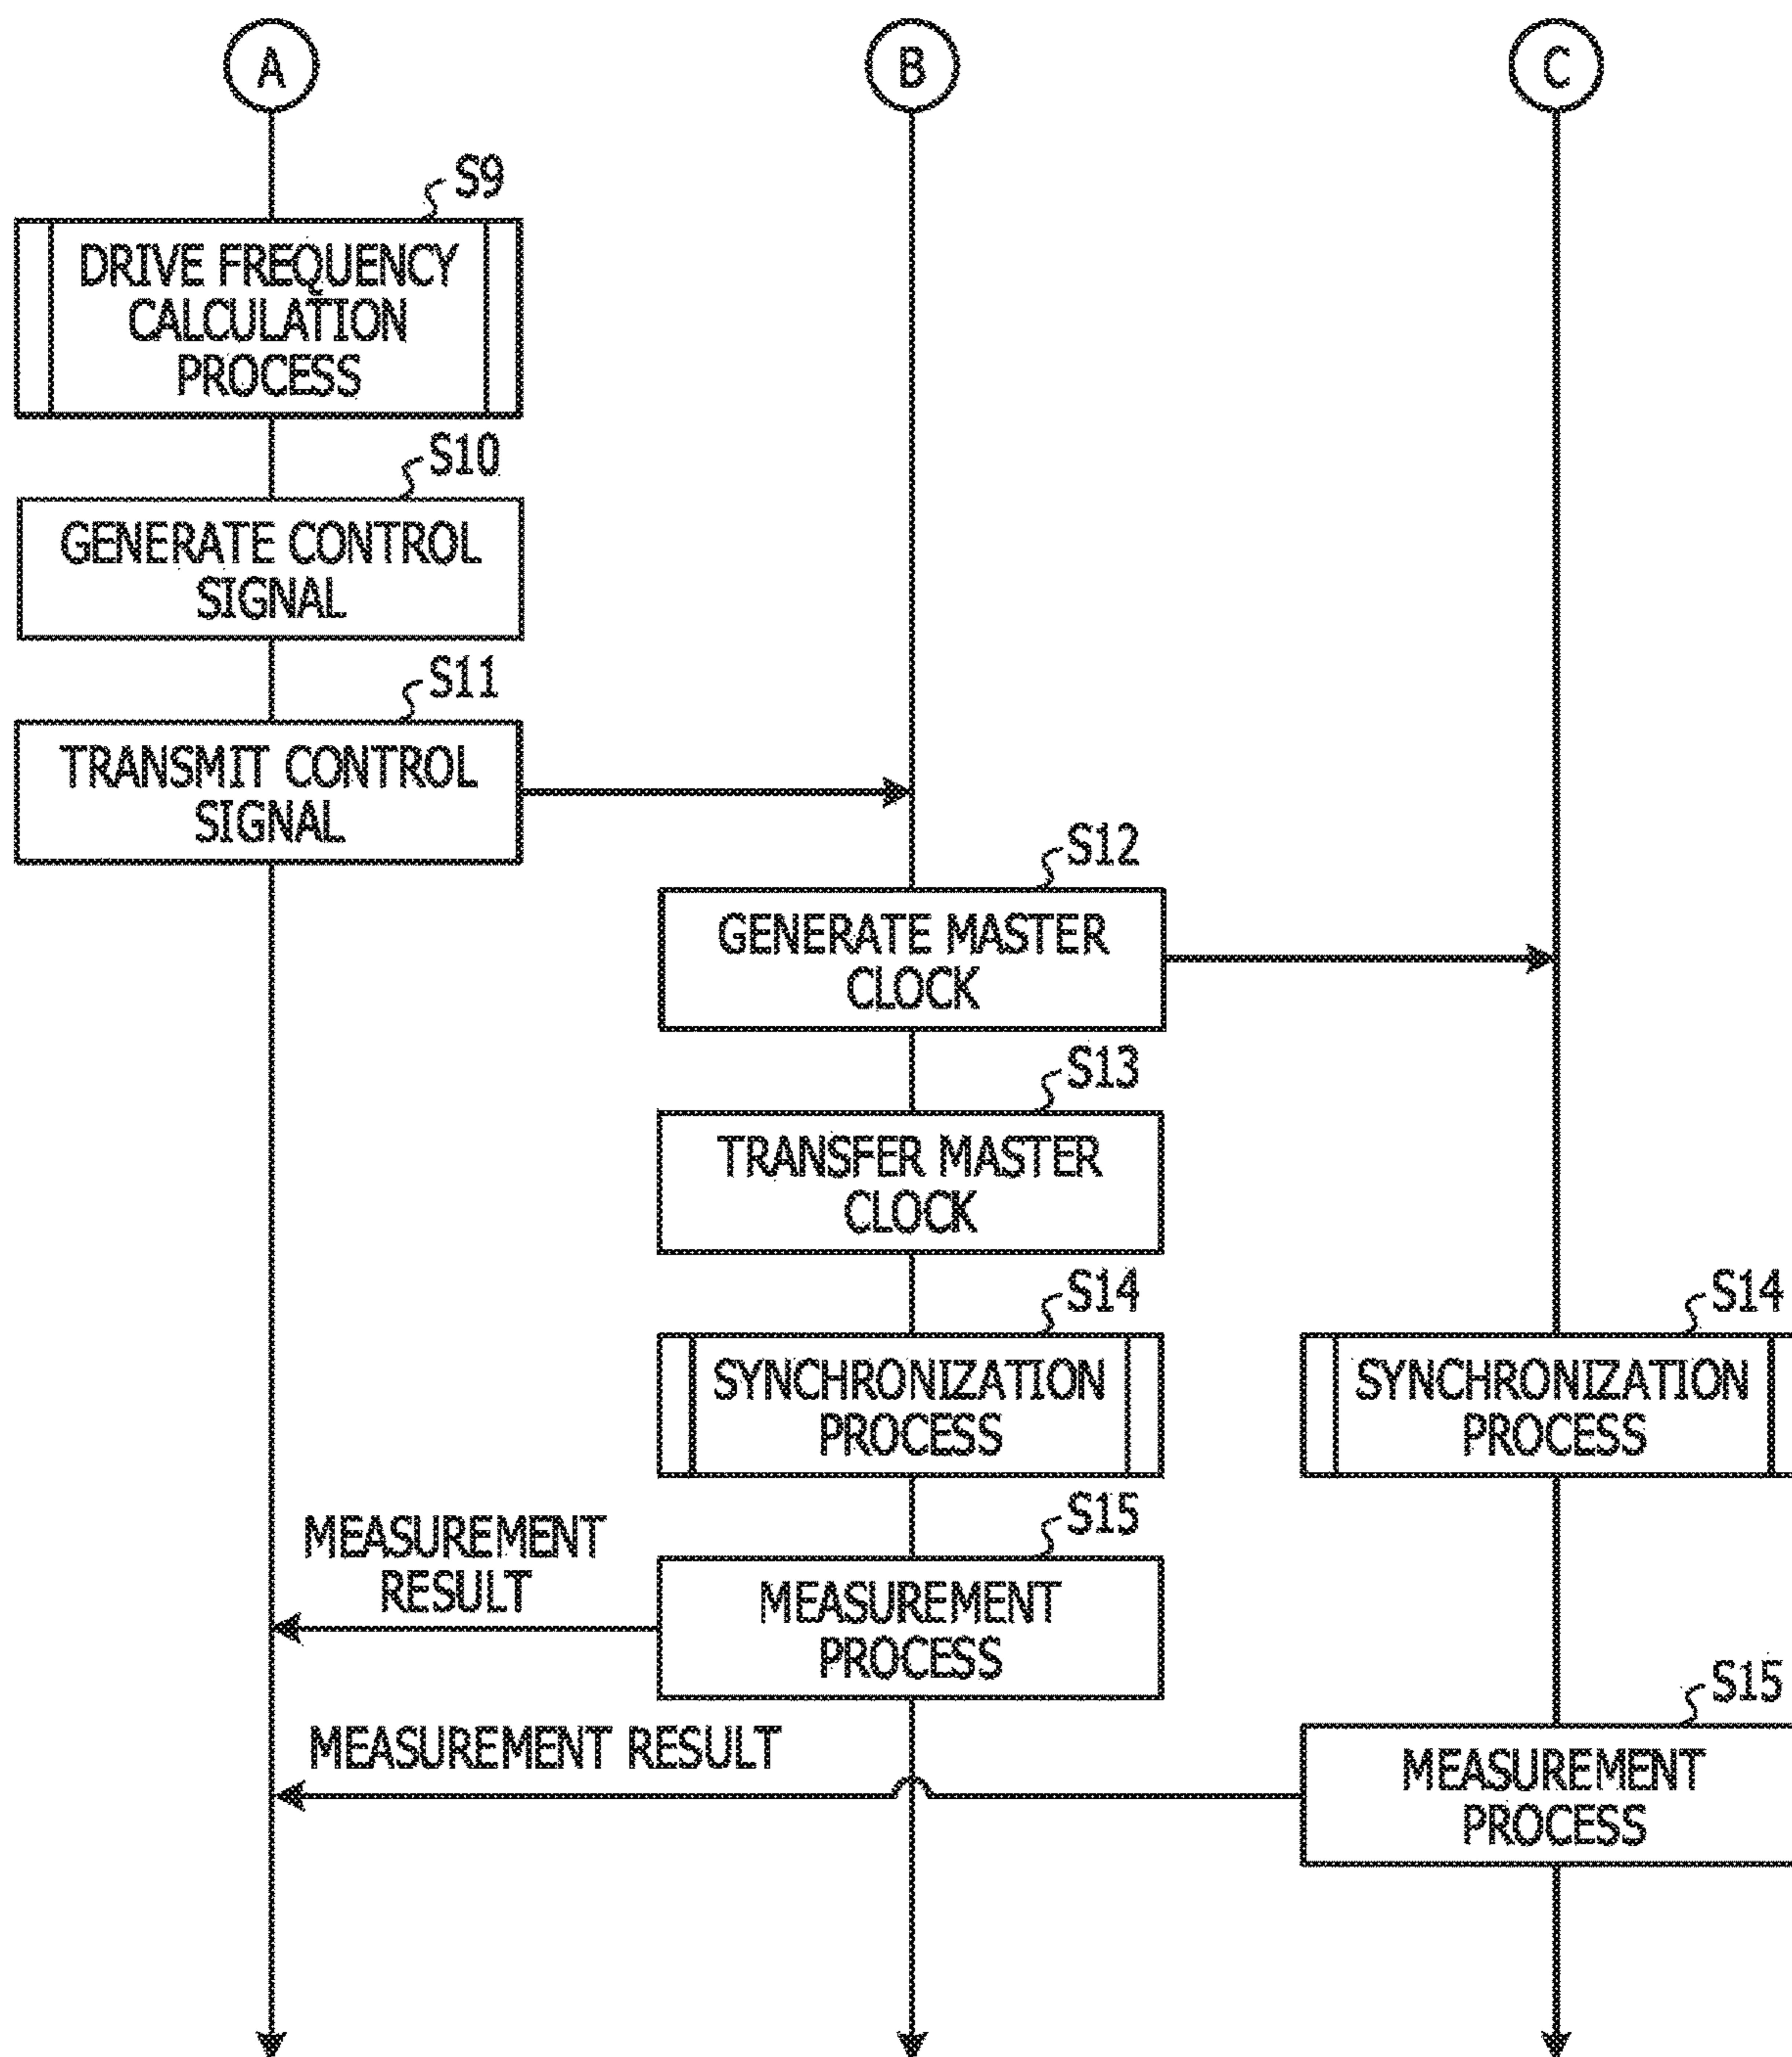 A
B
C
S9
DRIVE FREQUENCY
CALCULATION
PROCESS
S10
GENERATE CONTROL
SIGNAL
S11
TRANSMIT CONTROL
SIGNAL
S12
GENERATE MASTER
CLOCK
S13
TRANSFER MASTER
CLOCK
S14
SYNCHRONIZATION
PROCESS
S14
SYNCHRONIZATION
PROCESS
S15
MEASUREMENT
PROCESS
MEASUREMENT
RESULT
S15
MEASUREMENT
PROCESS
MEASUREMENT RESULT